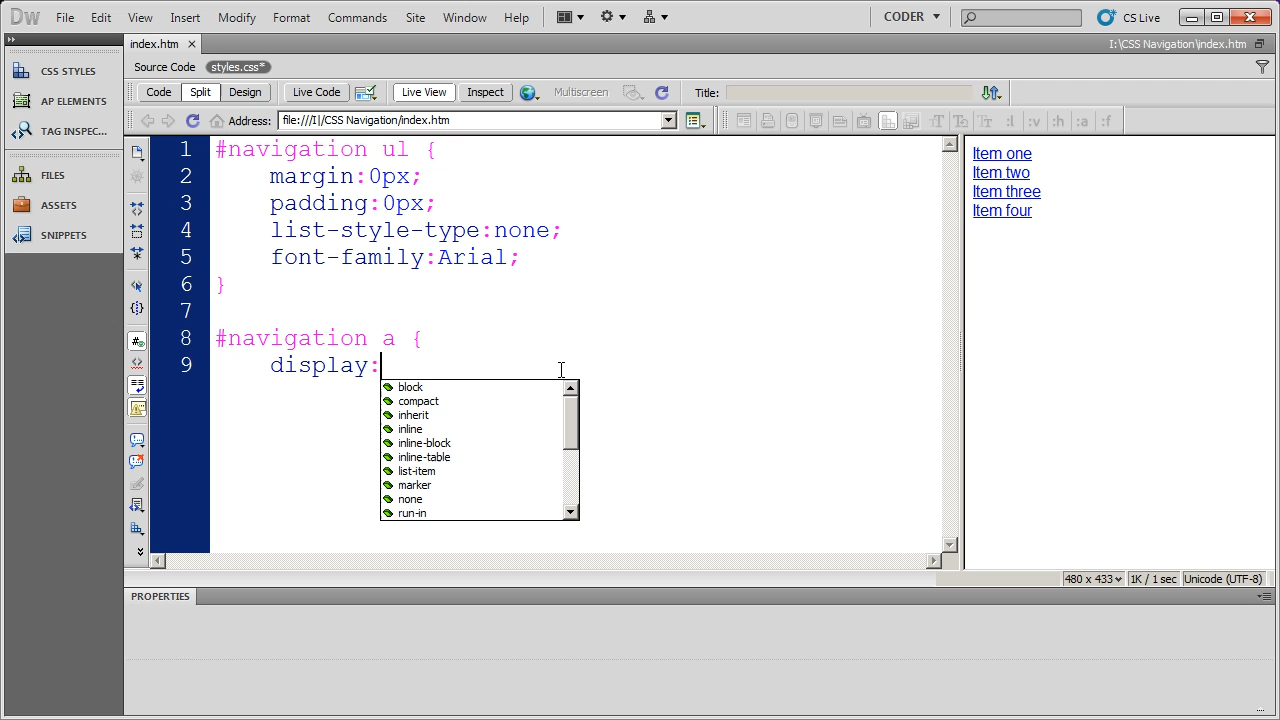 Dw File Edit View Insert Modify Format Commands Site Window Help CODER CS Live
index.htm I:\CSS Navigation\index.htm
Source Code styles.css*
Code Split Design Live Code Live View Inspect Multiscreen Title:
Address: file:///I|/CSS Navigation/index.htm
CSS STYLES
AP ELEMENTS
TAG INSPEC...
FILES
ASSETS
SNIPPETS
1 #navigation ul {
2 margin:0px;
3 padding:0px;
4 list-style-type:none;
5 font-family:Arial;
6 }
7
8 #navigation a {
9 display:
block
compact
inherit
inline
inline-block
inline-table
list-item
marker
none
run-in
Item one
Item two
Item three
Item four
480 x 433 1K / 1 sec Unicode (UTF-8)
PROPERTIES